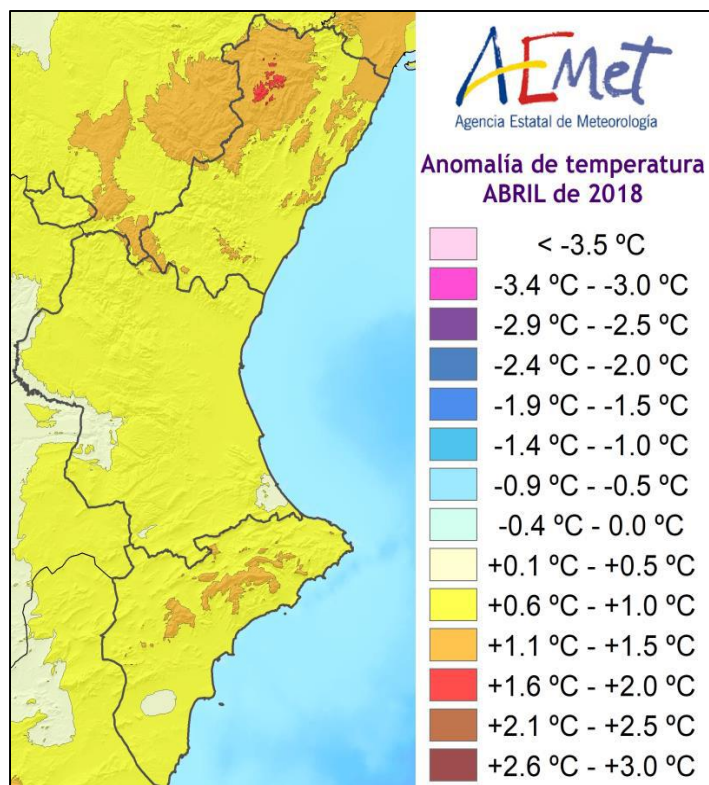 AEMet
Agencia Estatal de Meteorología
Anomalía de temperatura
ABRIL de 2018
< -3.5 ºC
-3.4 ºC - -3.0 ºC
-2.9 ºC - -2.5 ºC
-2.4 ºC - -2.0 ºC
-1.9 ºC - -1.5 ºC
-1.4 ºC - -1.0 ºC
-0.9 ºC - -0.5 ºC
-0.4 ºC - 0.0 ºC
+0.1 ºC - +0.5 ºC
+0.6 ºC - +1.0 ºC
+1.1 ºC - +1.5 ºC
+1.6 ºC - +2.0 ºC
+2.1 ºC - +2.5 ºC
+2.6 ºC - +3.0 ºC